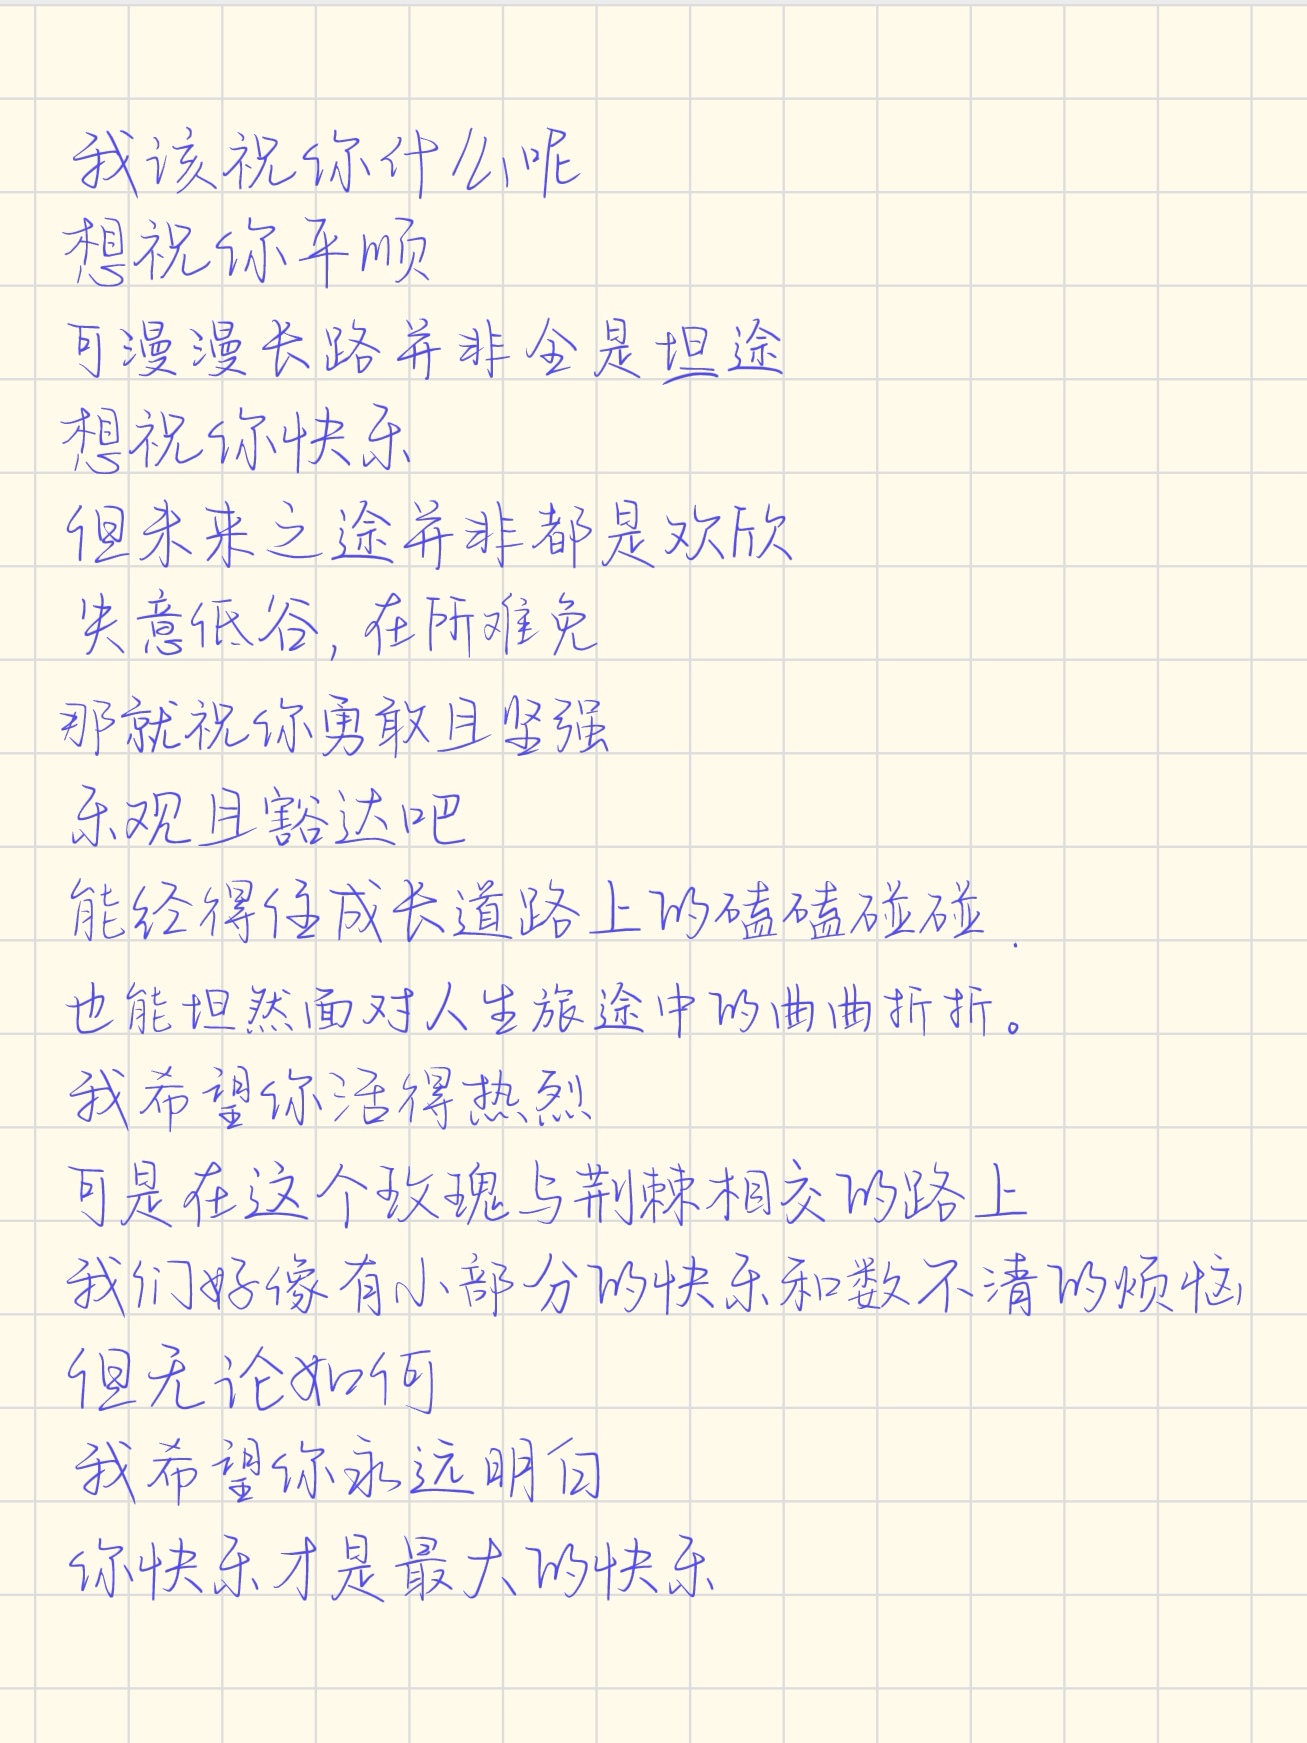 我该祝你什么呢
想祝你平顺
可漫漫长路并非全是坦途
想祝你快乐
但未来之途并非都是欢欣
失意低谷,在所难免
那就祝你勇敢且坚强
乐观且豁达吧
能经得住成长道路上的磕磕碰碰.
也能坦然面对人生旅途中的曲曲折折。
我希望你活得热烈
可是在这个玫瑰与荆棘相交的路上
我们好像有小部分的快乐和数不清的烦恼
但无论如何
我希望你永远明白
你快乐才是最大的快乐